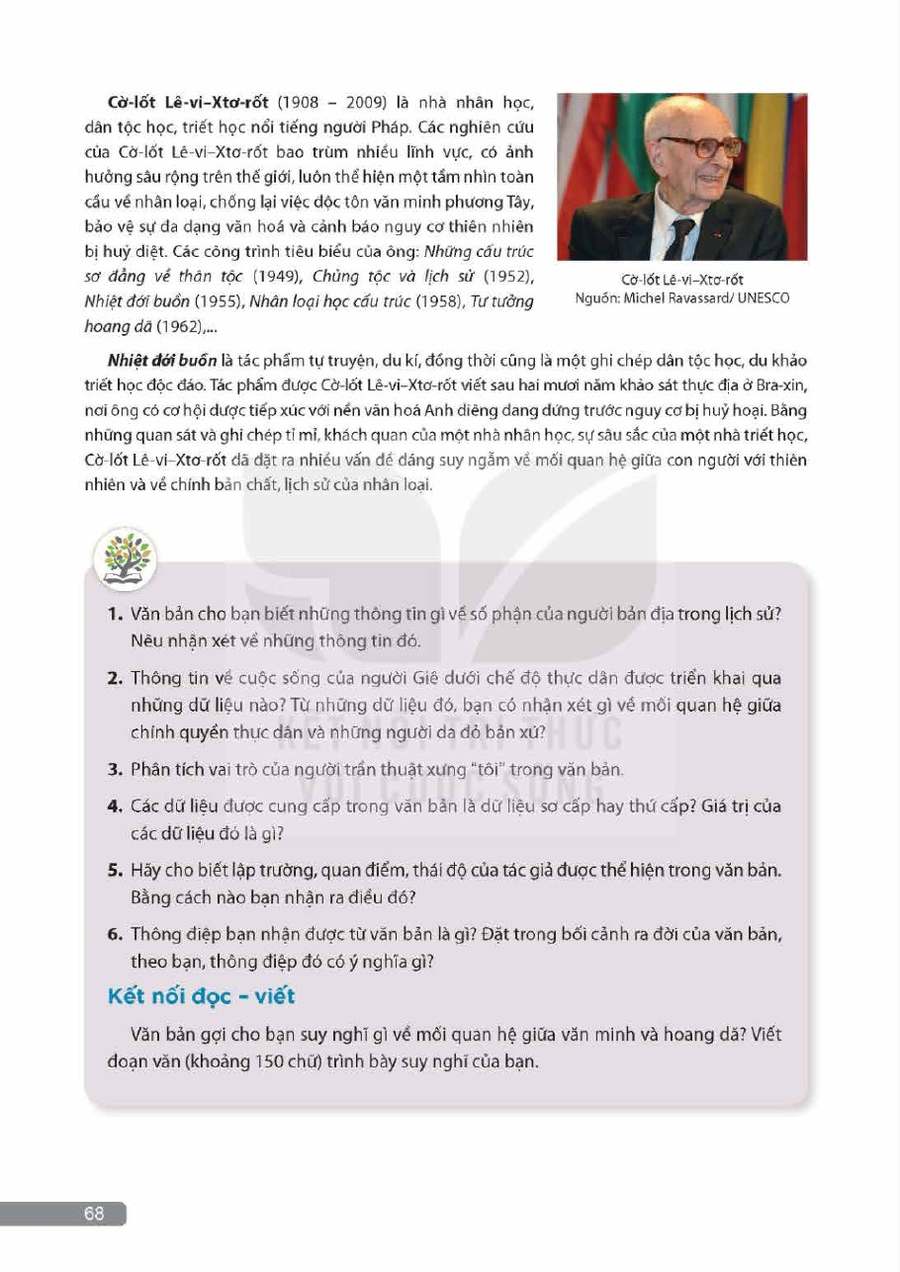 Cờ-lốt Lê-vi–Xtơ-rốt (1908 – 2009) là nhà nhân học,
dân tộc học, triết học nổi tiếng người Pháp. Các nghiên cứu
của Cờ-lốt Lê-vi–Xtơ-rốt bao trùm nhiều lĩnh vực, có ảnh
hưởng sâu rộng trên thế giới, luôn thể hiện một tầm nhìn toàn
cầu về nhân loại, chống lại việc độc tôn văn minh phương Tây,
bảo vệ sự đa dạng văn hoá và cảnh báo nguy cơ thiên nhiên
bị huỷ diệt. Các công trình tiêu biểu của ông: Những cấu trúc
sơ đẳng về thân tộc (1949), Chủng tộc và lịch sử (1952),
Nhiệt đới buồn (1955), Nhân loại học cấu trúc (1958), Tư tưởng
hoang dã (1962),...
Cờ-lốt Lê-vi–Xtơ-rốt
Nguồn: Michel Ravassard/ UNESCO
Nhiệt đới buồn là tác phẩm tự truyện, du kí, đồng thời cũng là một ghi chép dân tộc học, du khảo
triết học độc đáo. Tác phẩm được Cờ-lốt Lê-vi–Xtơ-rốt viết sau hai mươi năm khảo sát thực địa ở Bra-xin,
nơi ông có cơ hội được tiếp xúc với nền văn hoá Anh điêng đang đứng trước nguy cơ bị huỷ hoại. Bằng
những quan sát và ghi chép tỉ mỉ, khách quan của một nhà nhân học, sự sâu sắc của một nhà triết học,
Cờ-lốt Lê-vi–Xtơ-rốt đã đặt ra nhiều vấn đề đáng suy ngẫm về mối quan hệ giữa con người với thiên
nhiên và về chính bản chất, lịch sử của nhân loại.
1. Văn bản cho bạn biết những thông tin gì về số phận của người bản địa trong lịch sử?
Nêu nhận xét về những thông tin đó.
2. Thông tin về cuộc sống của người Giê dưới chế độ thực dân được triển khai qua
những dữ liệu nào? Từ những dữ liệu đó, bạn có nhận xét gì về mối quan hệ giữa
chính quyền thực dân và những người da đỏ bản xứ?
KẾT NỐI TRI THỨC
3. Phân tích vai trò của người trần thuật xưng “tôi” trong văn bản.
VỚI CUỘC SỐNG
4. Các dữ liệu được cung cấp trong văn bản là dữ liệu sơ cấp hay thứ cấp? Giá trị của
các dữ liệu đó là gì?
5. Hãy cho biết lập trường, quan điểm, thái độ của tác giả được thể hiện trong văn bản.
Bằng cách nào bạn nhận ra điều đó?
6. Thông điệp bạn nhận được từ văn bản là gì? Đặt trong bối cảnh ra đời của văn bản,
theo bạn, thông điệp đó có ý nghĩa gì?
Kết nối đọc – viết
Văn bản gợi cho bạn suy nghĩ gì về mối quan hệ giữa văn minh và hoang dã? Viết
đoạn văn (khoảng 150 chữ) trình bày suy nghĩ của bạn.
68